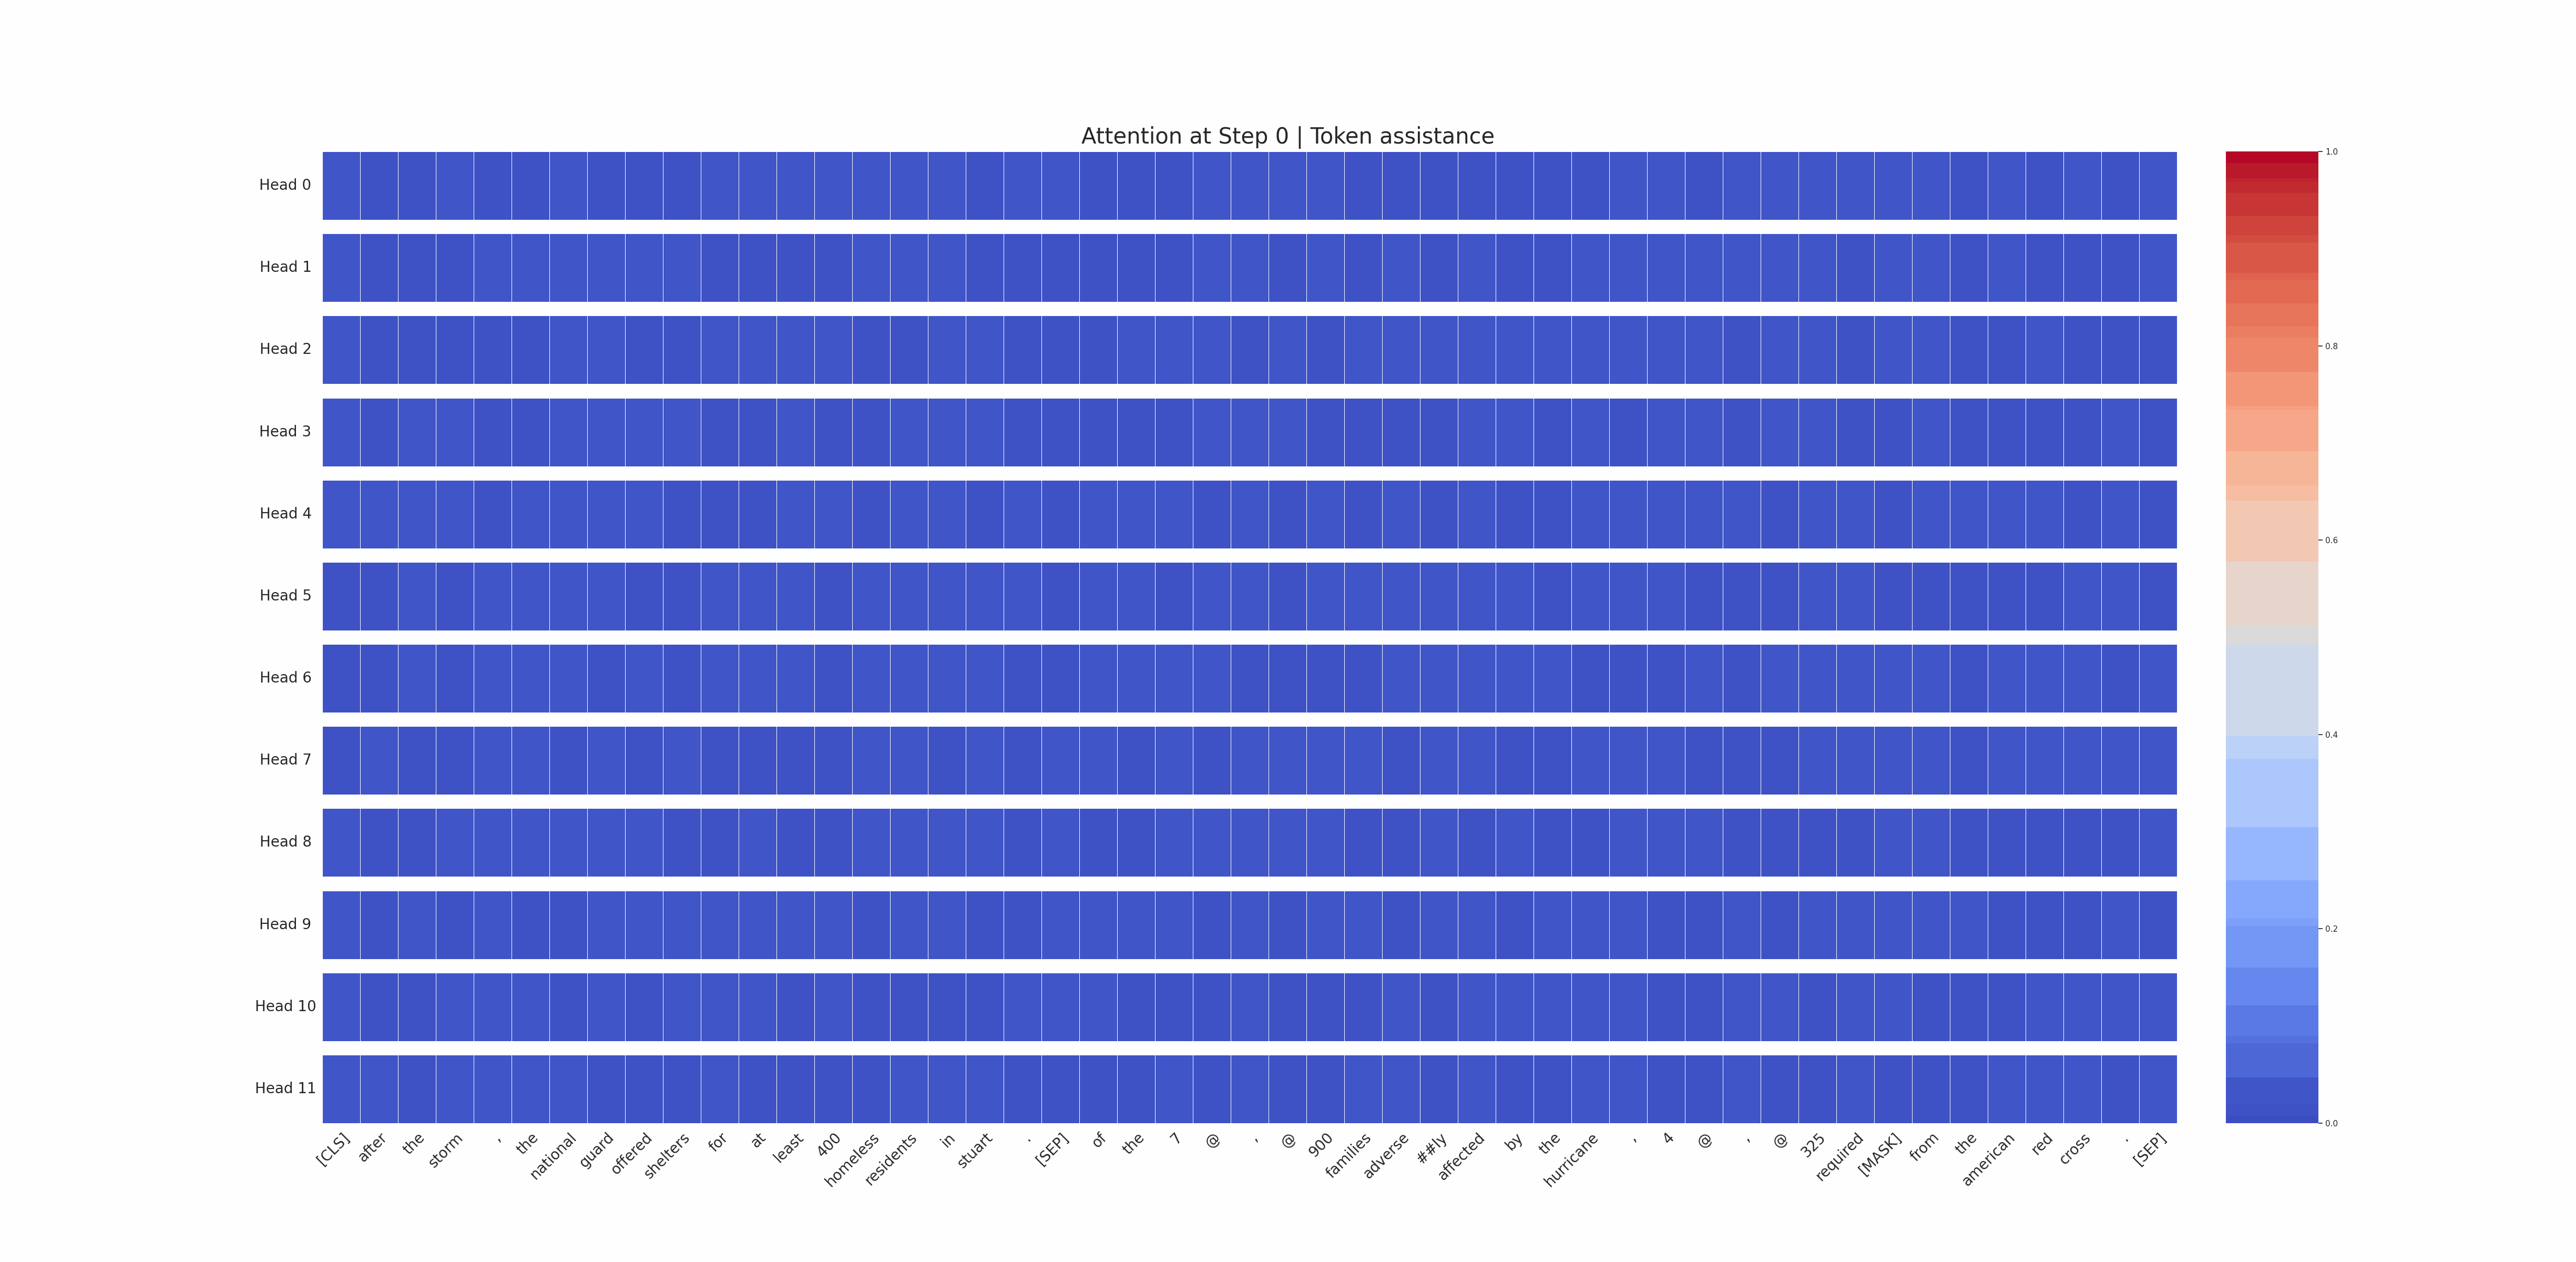 Attention at Step 0 | Token assistance
Head 0
Head 1
Head 2
Head 3
Head 4
Head 5
Head 6
Head 7
Head 8
Head 9
Head 10
Head 11
[CLS] after the storm , the national guard offered shelters for at least 400 homeless residents in stuart . [SEP] of the 7 @ , @ 900 families adverse ##ly affected by the hurricane , 4 @ , @ 325 required [MASK] from the american red cross . [SEP]
1.0
0.8
0.6
0.4
0.2
0.0